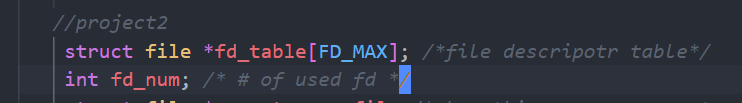 //project2
struct file *fd_table[FD_MAX]; /*file descripotr table*/
int fd_num; /* # of used fd */